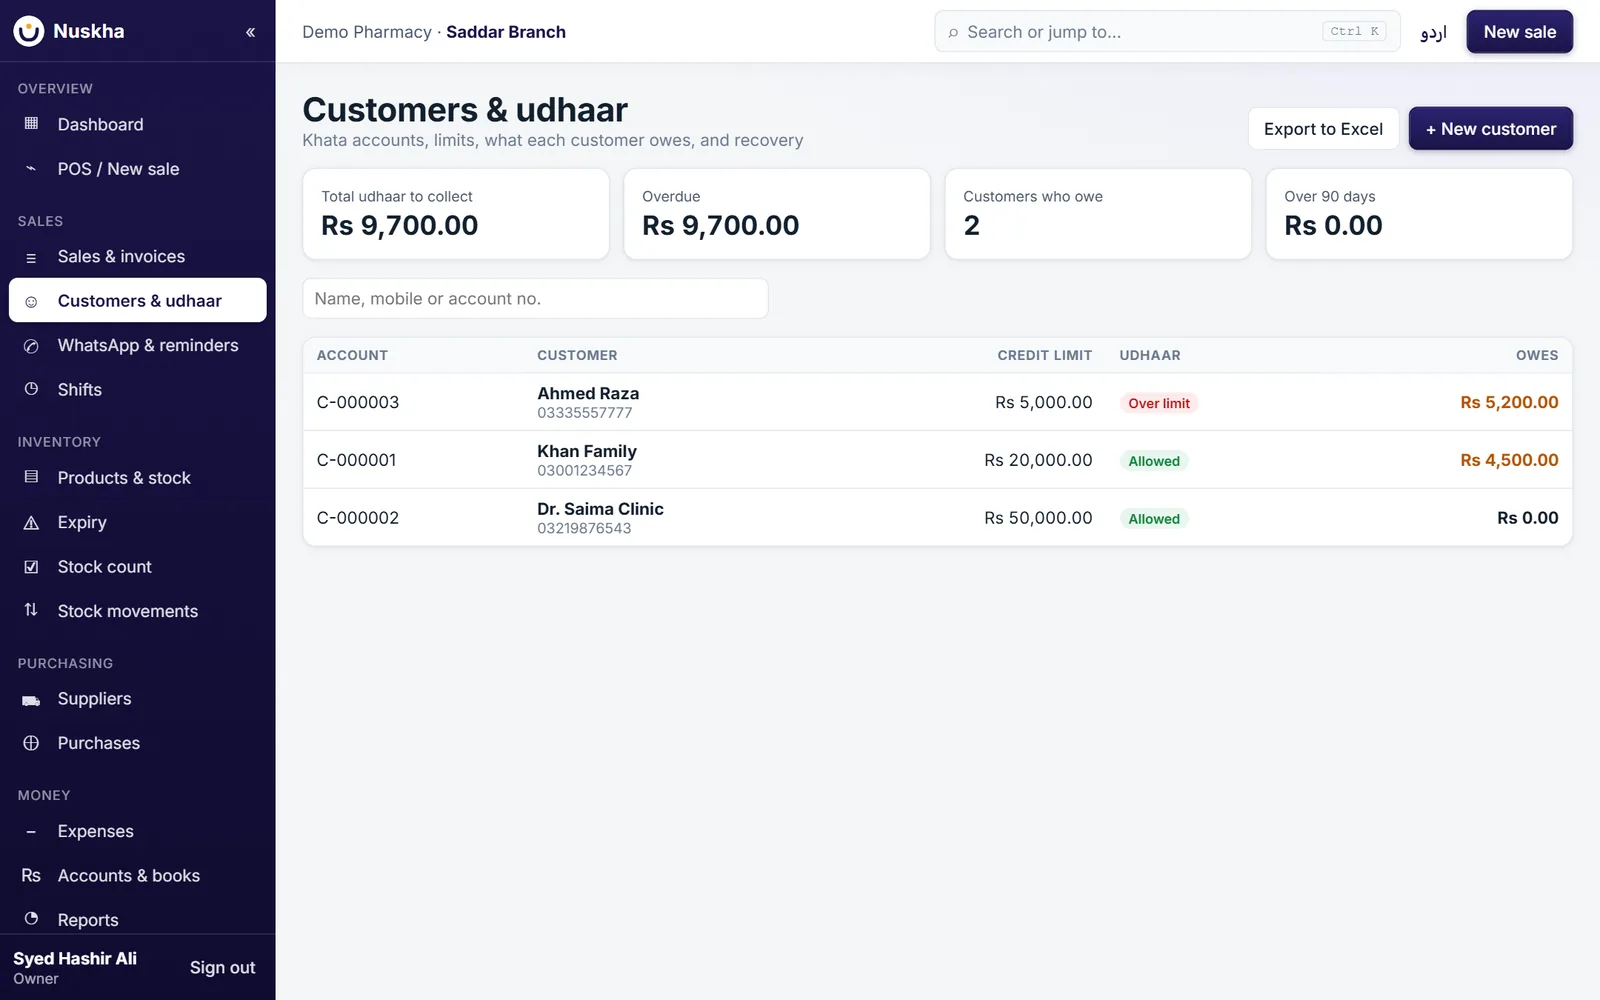 Nuskha
«
OVERVIEW
Dashboard
POS / New sale
SALES
Sales & invoices
Customers & udhaar
WhatsApp & reminders
Shifts
INVENTORY
Products & stock
Expiry
Stock count
Stock movements
PURCHASING
Suppliers
Purchases
MONEY
Expenses
Rs Accounts & books
Reports
Syed Hashir Ali
Owner
Sign out
Demo Pharmacy · Saddar Branch
Search or jump to... Ctrl K
اردو
New sale
Customers & udhaar
Khata accounts, limits, what each customer owes, and recovery
Export to Excel
+ New customer
Total udhaar to collect
Rs 9,700.00
Overdue
Rs 9,700.00
Customers who owe
2
Over 90 days
Rs 0.00
Name, mobile or account no.
ACCOUNT CUSTOMER CREDIT LIMIT UDHAAR OWES
C-000003 Ahmed Raza Rs 5,000.00 Over limit Rs 5,200.00
03335557777
C-000001 Khan Family Rs 20,000.00 Allowed Rs 4,500.00
03001234567
C-000002 Dr. Saima Clinic Rs 50,000.00 Allowed Rs 0.00
03219876543